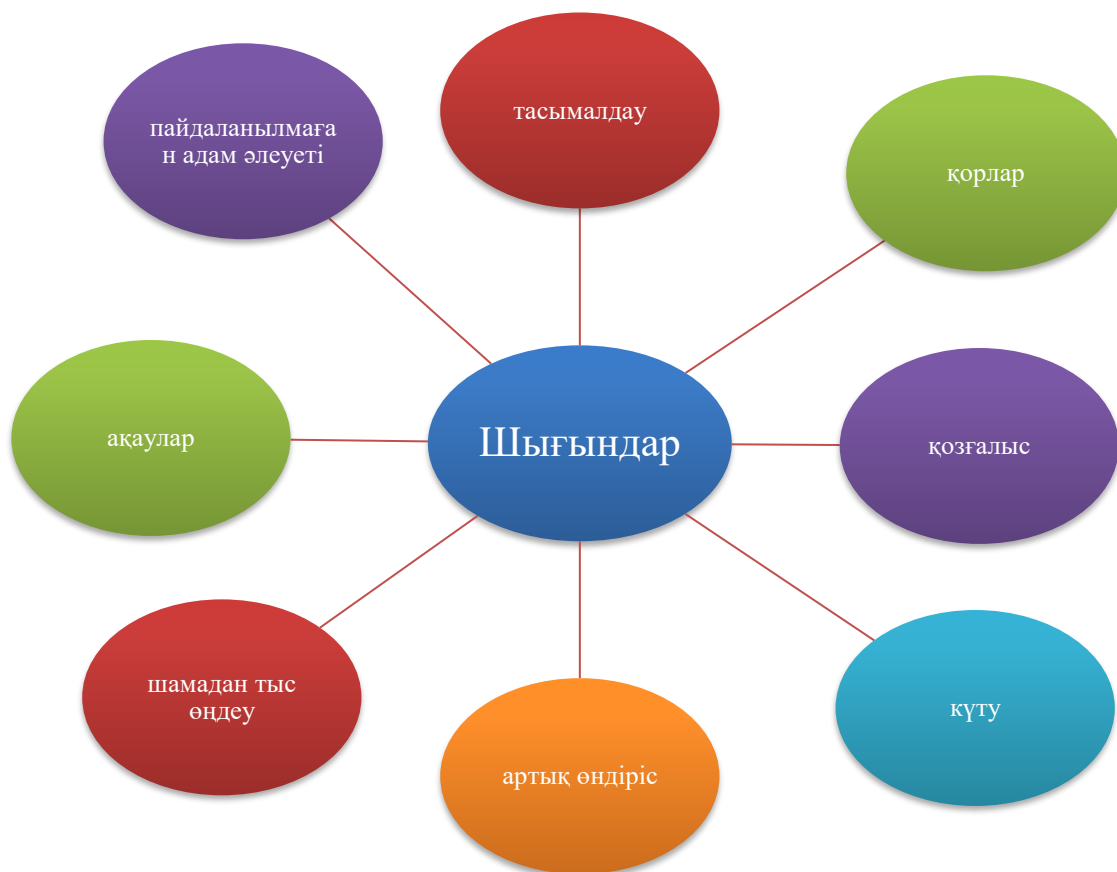 тасымалдау
қорлар
қозғалыс
күту
артық өндіріс
шамадан тыс
өңдеу
ақаулар
пайдаланылмаға
н адам әлеуеті
Шығындар